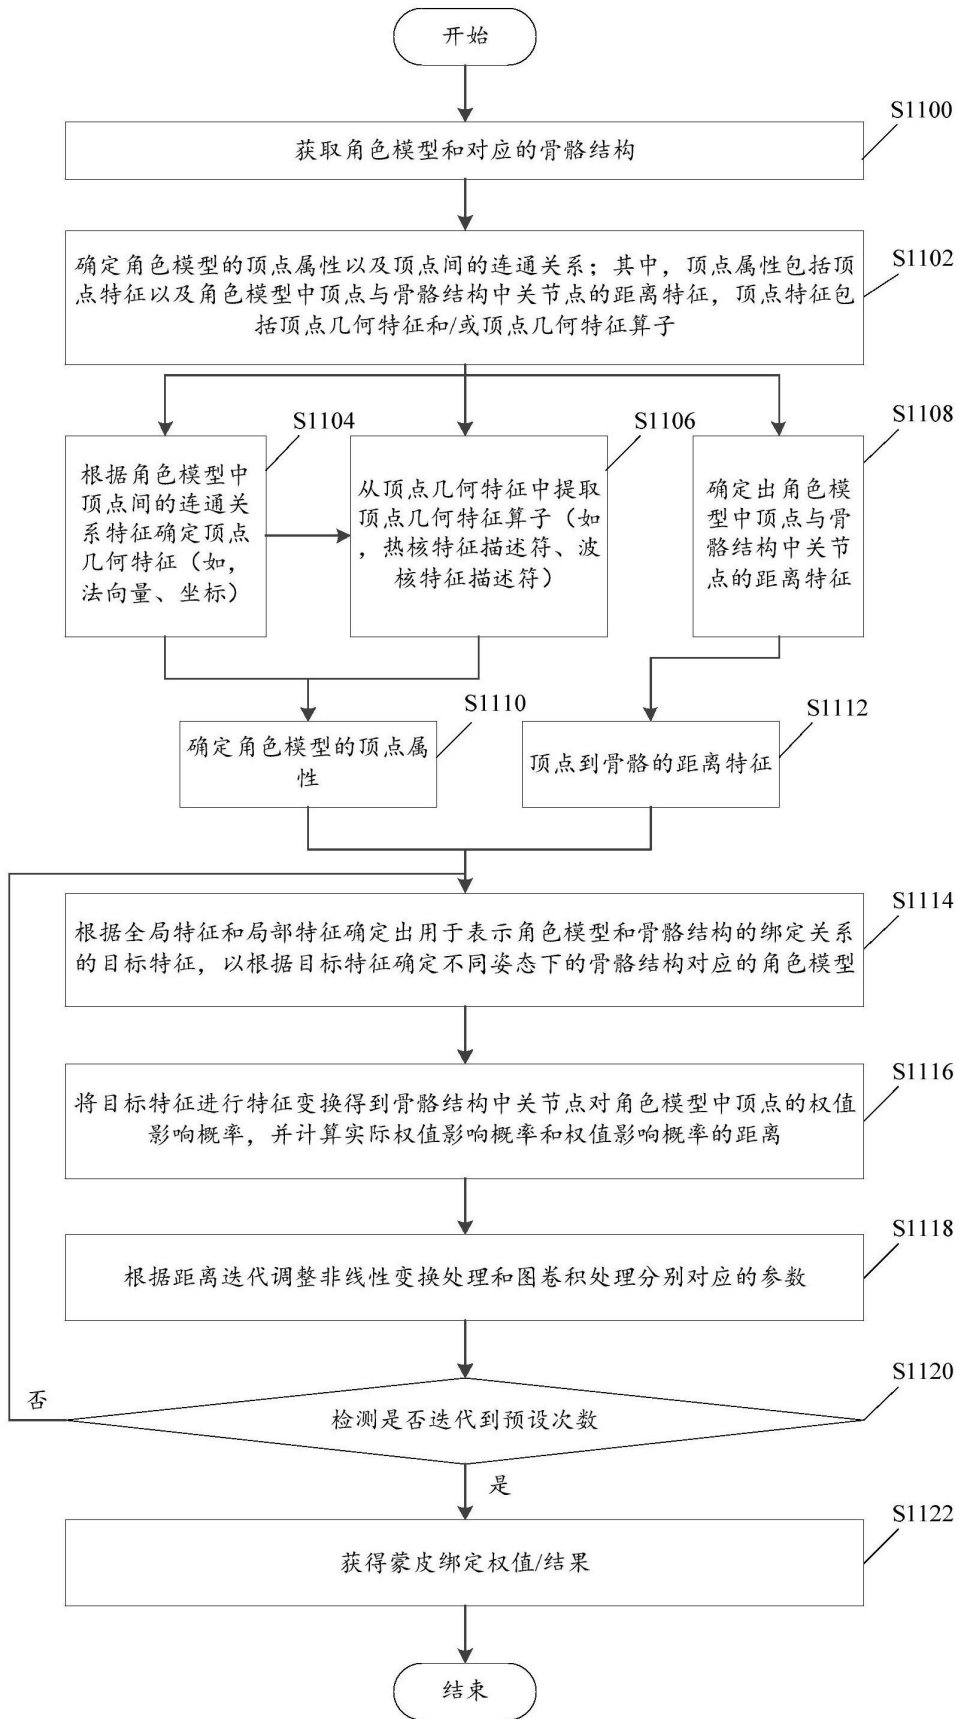 开始
S1100
获取角色模型和对应的骨骼结构
S1102
确定角色模型的顶点属性以及顶点间的连通关系；其中，顶点属性包括顶
点特征以及角色模型中顶点与骨骼结构中关节点的距离特征，顶点特征包
括顶点几何特征和/或顶点几何特征算子
S1104
根据角色模型中
顶点间的连通关
系特征确定顶点
几何特征（如，
法向量、坐标）
S1106
从顶点几何特征中提取
顶点几何特征算子（如
，热核特征描述符、波
核特征描述符）
S1108
确定出角色模
型中顶点与骨
骼结构中关节
点的距离特征
S1110
确定角色模型的顶点属
性
S1112
顶点到骨骼的距离特征
S1114
根据全局特征和局部特征确定出用于表示角色模型和骨骼结构的绑定关系
的目标特征，以根据目标特征确定不同姿态下的骨骼结构对应的角色模型
S1116
将目标特征进行特征变换得到骨骼结构中关节点对角色模型中顶点的权值
影响概率，并计算实际权值影响概率和权值影响概率的距离
S1118
根据距离迭代调整非线性变换处理和图卷积处理分别对应的参数
S1120
检测是否迭代到预设次数
否
是
S1122
获得蒙皮绑定权值/结果
结束